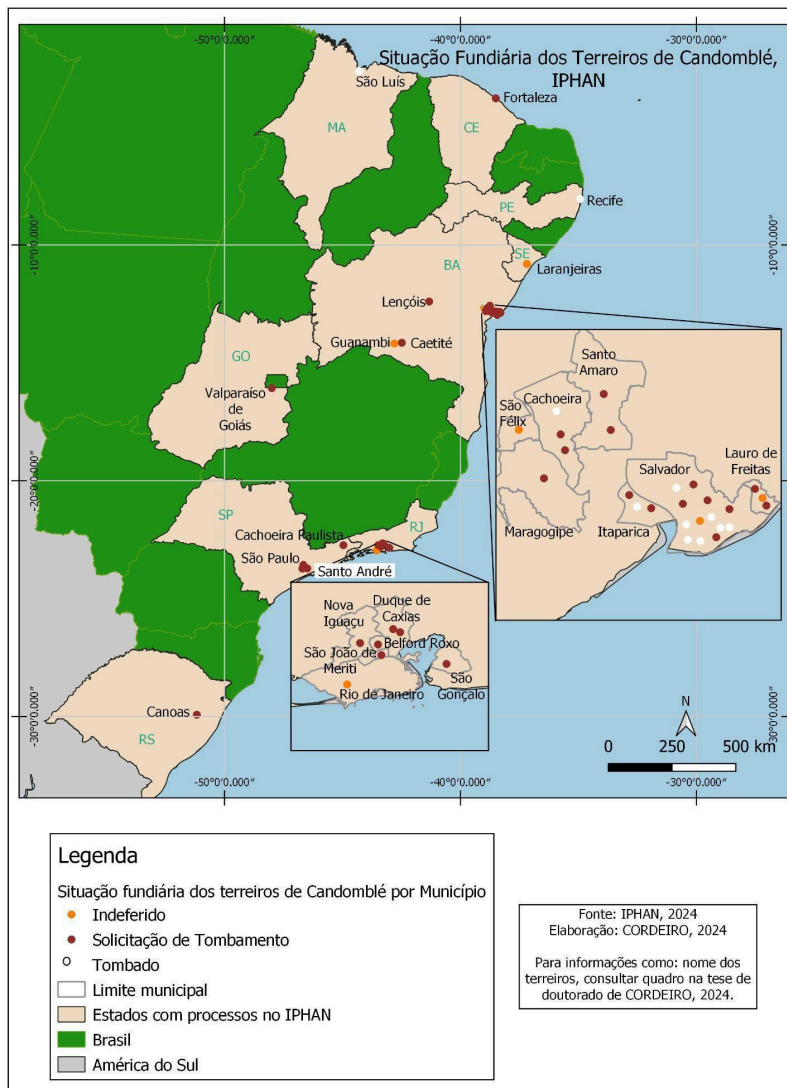 -50°0'0.000"
-40°0'0.000"
-30°0'0.000"
Situação Fundiária dos Terreiros de Candomblé,
IPHAN
São Luís
Fortaleza
MA
CE
PE
Recife
-10°0'0.000"
-10°0'0.000"
SE
BA
Laranjeiras
Lençóis
Guanambi
Caetité
GO
Valparaíso
de
Goiás
Santo
Amaro
Cachoeira
São
Félix
Lauro de
Freitas
Salvador
Maragogipe
Itaparica
-20°0'0.000"
-20°0'0.000"
SP
RJ
Cachoeira Paulista
São Paulo
Santo André
Duque de
Caxias
Nova
Iguaçu
Belford Roxo
São João de
Meriti
São
Gonçalo
Rio de Janeiro
Canoas
RS
-30°0'0.000"
-30°0'0.000"
N
0 250 500 km
-50°0'0.000"
-40°0'0.000"
-30°0'0.000"
Legenda
Situação fundiária dos terreiros de Candomblé por Município
Indeferido
Solicitação de Tombamento
Tombado
Limite municipal
Estados com processos no IPHAN
Brasil
América do Sul
Fonte: IPHAN, 2024
Elaboração: CORDEIRO, 2024
Para informações como: nome dos
terreiros, consultar quadro na tese de
doutorado de CORDEIRO, 2024.